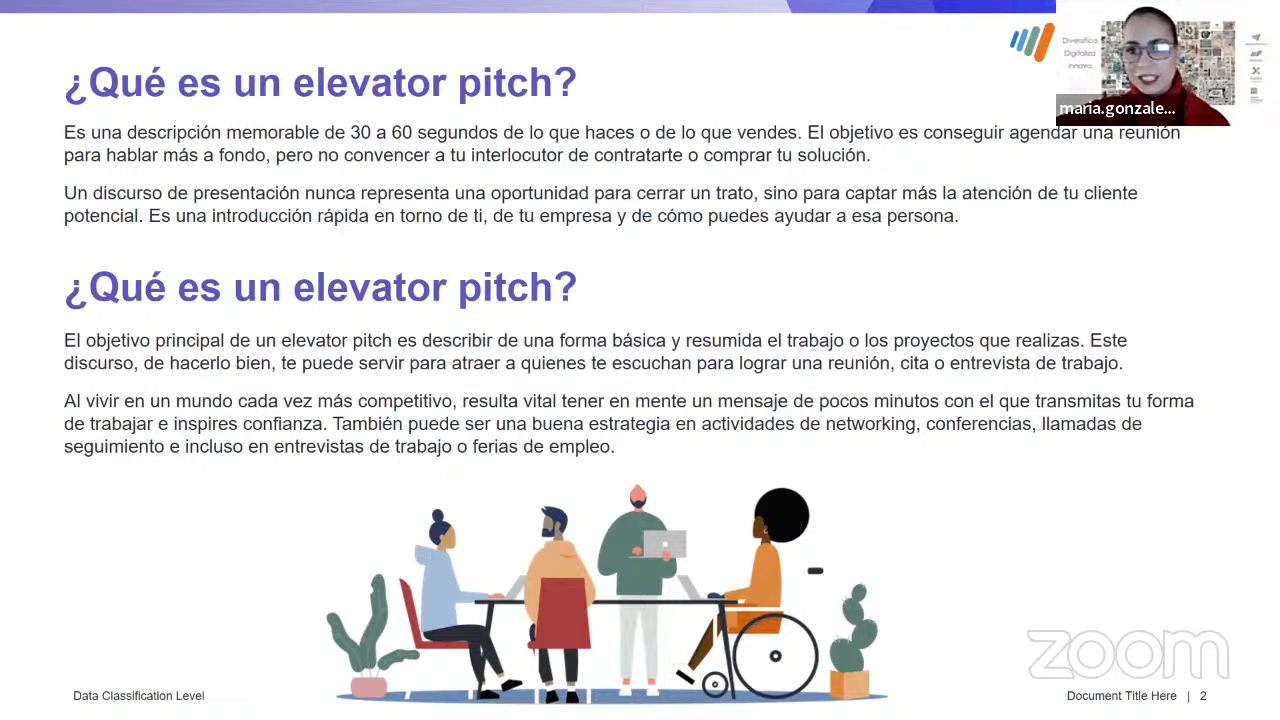 ¿Qué es un elevator pitch?
Es una descripción memorable de 30 a 60 segundos de lo que haces o de lo que vendes. El objetivo es conseguir agendar una reunión
para hablar más a fondo, pero no convencer a tu interlocutor de contratarte o comprar tu solución.
Un discurso de presentación nunca representa una oportunidad para cerrar un trato, sino para captar más la atención de tu cliente
potencial. Es una introducción rápida en torno de ti, de tu empresa y de cómo puedes ayudar a esa persona.
¿Qué es un elevator pitch?
El objetivo principal de un elevator pitch es describir de una forma básica y resumida el trabajo o los proyectos que realizas. Este
discurso, de hacerlo bien, te puede servir para atraer a quienes te escuchan para lograr una reunión, cita o entrevista de trabajo.
Al vivir en un mundo cada vez más competitivo, resulta vital tener en mente un mensaje de pocos minutos con el que transmitas tu forma
de trabajar e inspires confianza. También puede ser una buena estrategia en actividades de networking, conferencias, llamadas de
seguimiento e incluso en entrevistas de trabajo o ferias de empleo.
Diversifica
Digitaliza
Innova
maria.gonzale...
zoom
Data Classification Level
Document Title Here | 2